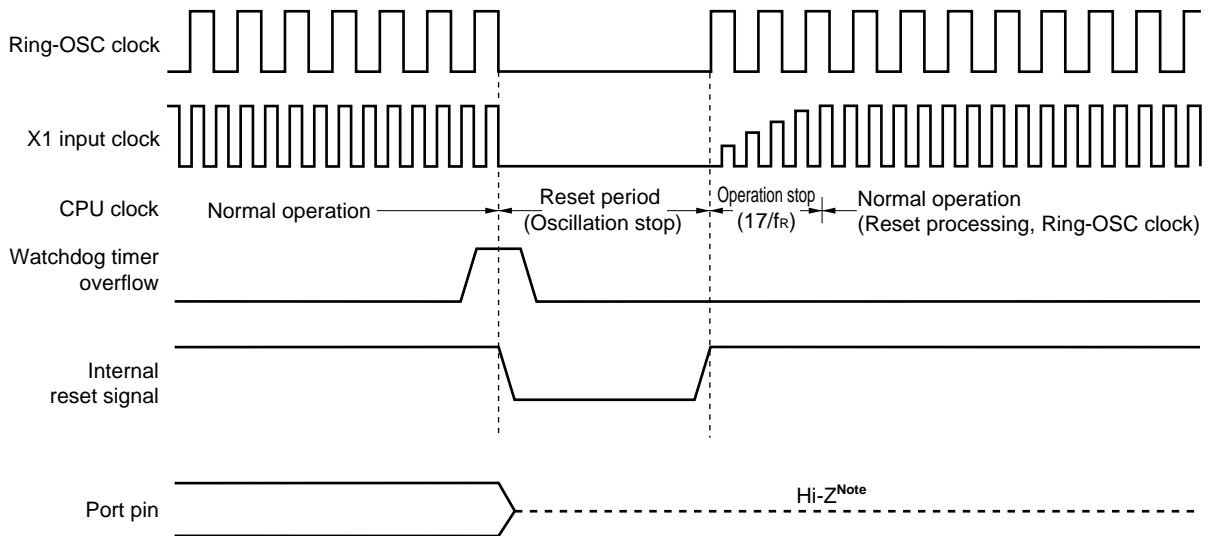 Ring-OSC clock
X1 input clock
CPU clock
Normal operation
Reset period
(Oscillation stop)
Operation stop
(17/fR)
Normal operation
(Reset processing, Ring-OSC clock)
Watchdog timer
overflow
Internal
reset signal
Port pin
Hi-ZNote